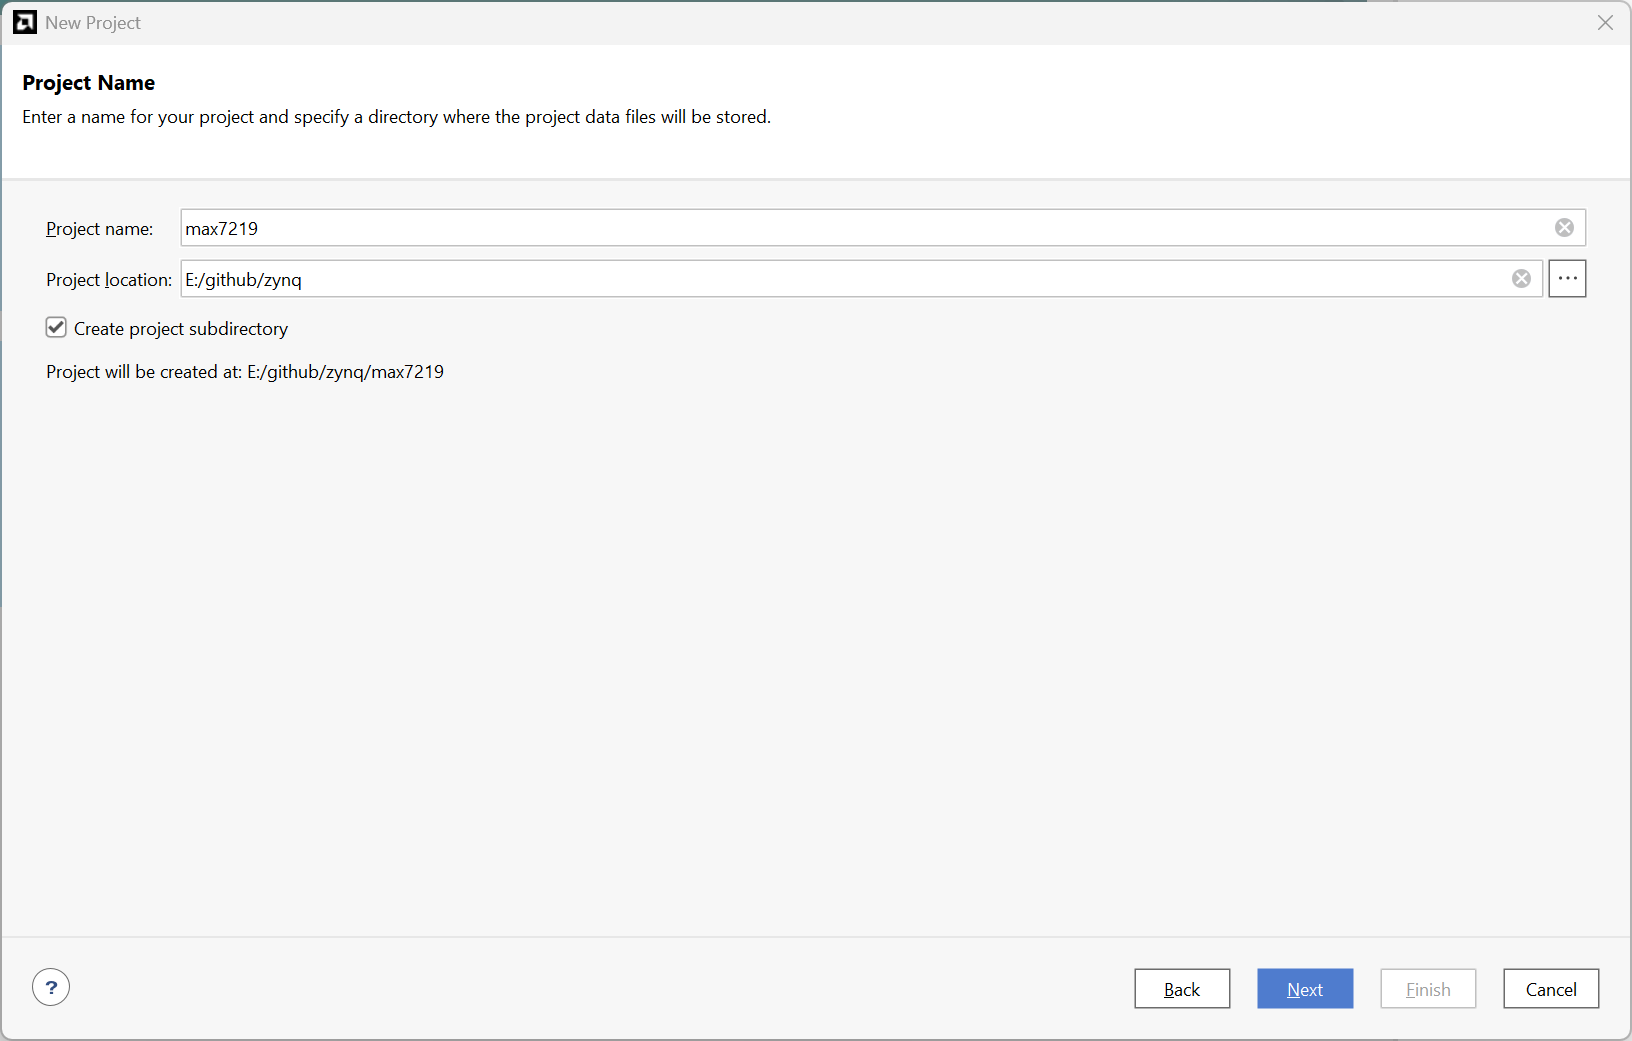 New Project
Project Name
Enter a name for your project and specify a directory where the project data files will be stored.
Project name: max7219
Project location: E:/github/zynq ...
Create project subdirectory
Project will be created at: E:/github/zynq/max7219
? Back Next Finish Cancel